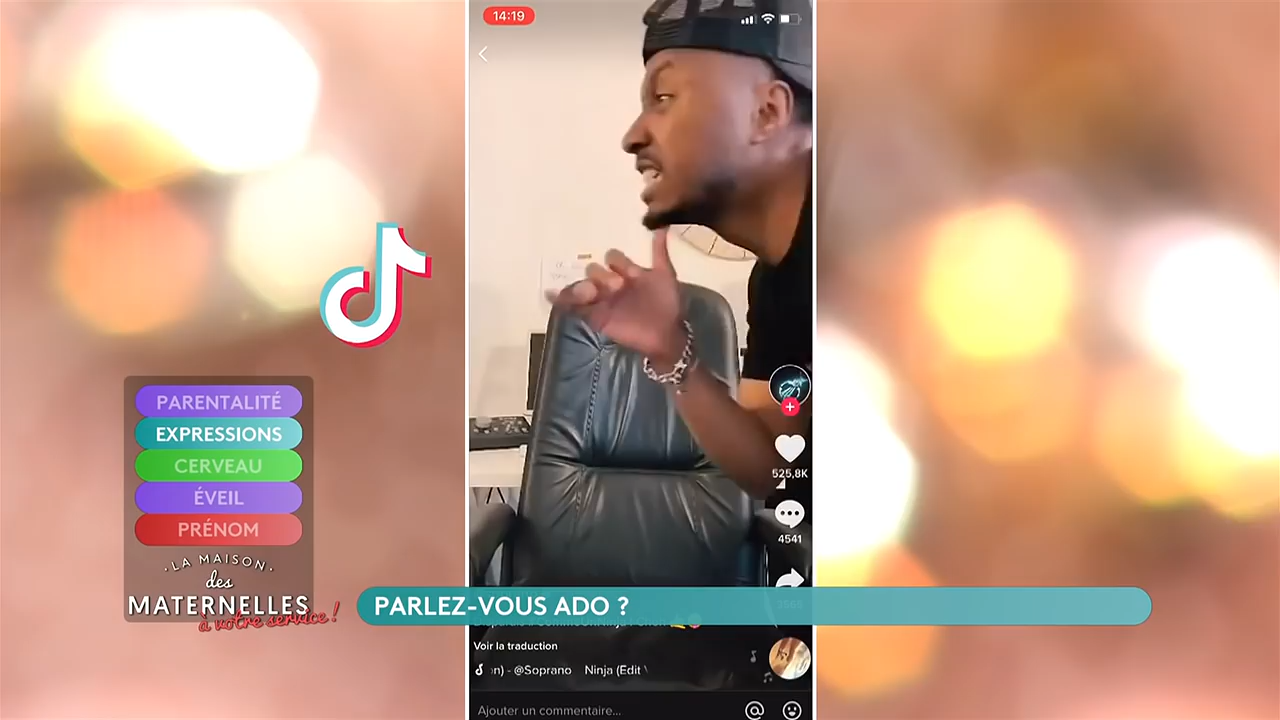 14:19
PARENTALITÉ
EXPRESSIONS
CERVEAU
ÉVEIL
PRÉNOM
·LA MAISON·
des
MATERNELLES
à votre service !
525,8K
4541
PARLEZ-VOUS ADO ?
Voir la traduction
on) - @Soprano Ninja (Edit
Ajouter un commentaire...